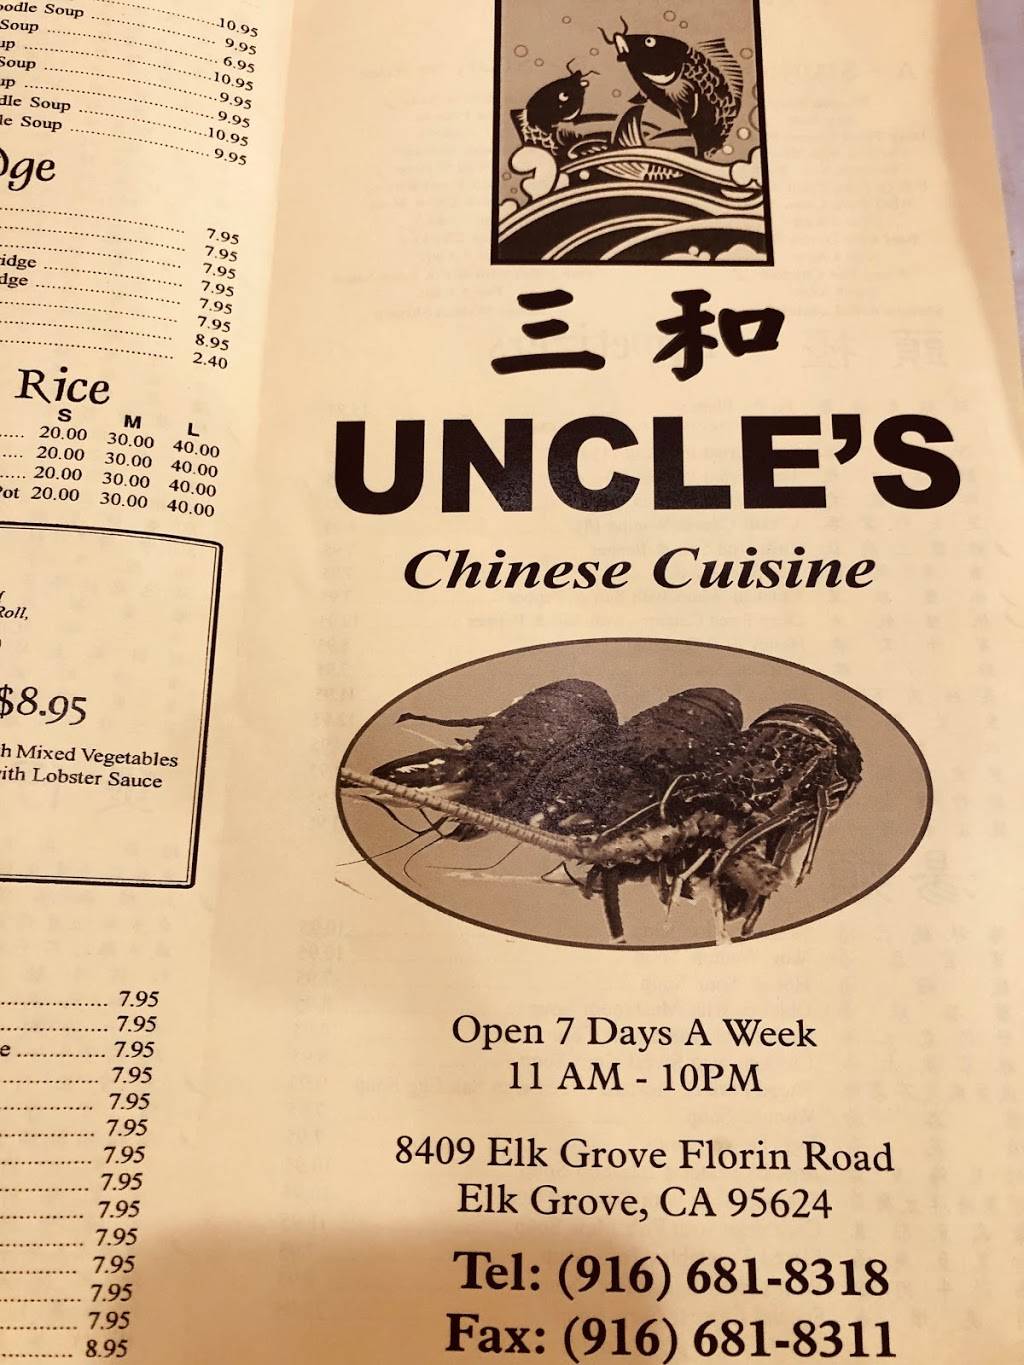 oodle Soup ... 10.95
Soup ... 9.95
up ... 6.95
Soup ... 10.95
up ... 9.95
dle Soup ... 9.95
le Soup ... 10.95
9.95
dge
7.95
7.95
ridge ... 7.95
dge ... 7.95
7.95
7.95
8.95
2.40
Rice
S M L
20.00 30.00 40.00
20.00 30.00 40.00
20.00 30.00 40.00
Pot 20.00 30.00 40.00
Roll,
$8.95
h Mixed Vegetables
ith Lobster Sauce
7.95
7.95
e ... 7.95
7.95
7.95
7.95
7.95
7.95
7.95
7.95
7.95
7.95
7.95
8.95
三和
UNCLE'S
Chinese Cuisine
Open 7 Days A Week
11 AM - 10PM
8409 Elk Grove Florin Road
Elk Grove, CA 95624
Tel: (916) 681-8318
Fax: (916) 681-8311